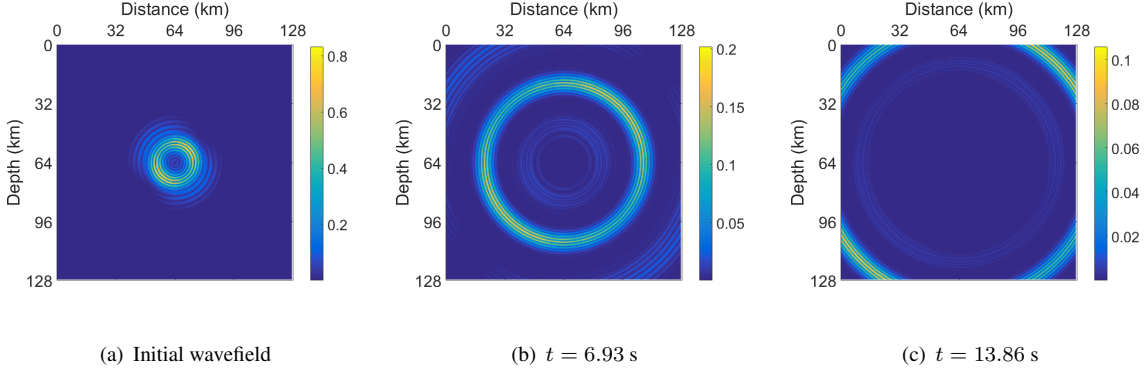 Distance (km)
0 32 64 96 128
Depth (km)
0
32
64
96
128
0.8
0.6
0.4
0.2
(a) Initial wavefield
Distance (km)
0 32 64 96 128
Depth (km)
0
32
64
96
128
0.2
0.15
0.1
0.05
(b) t = 6.93 s
Distance (km)
0 32 64 96 128
Depth (km)
0
32
64
96
128
0.1
0.08
0.06
0.04
0.02
(c) t = 13.86 s